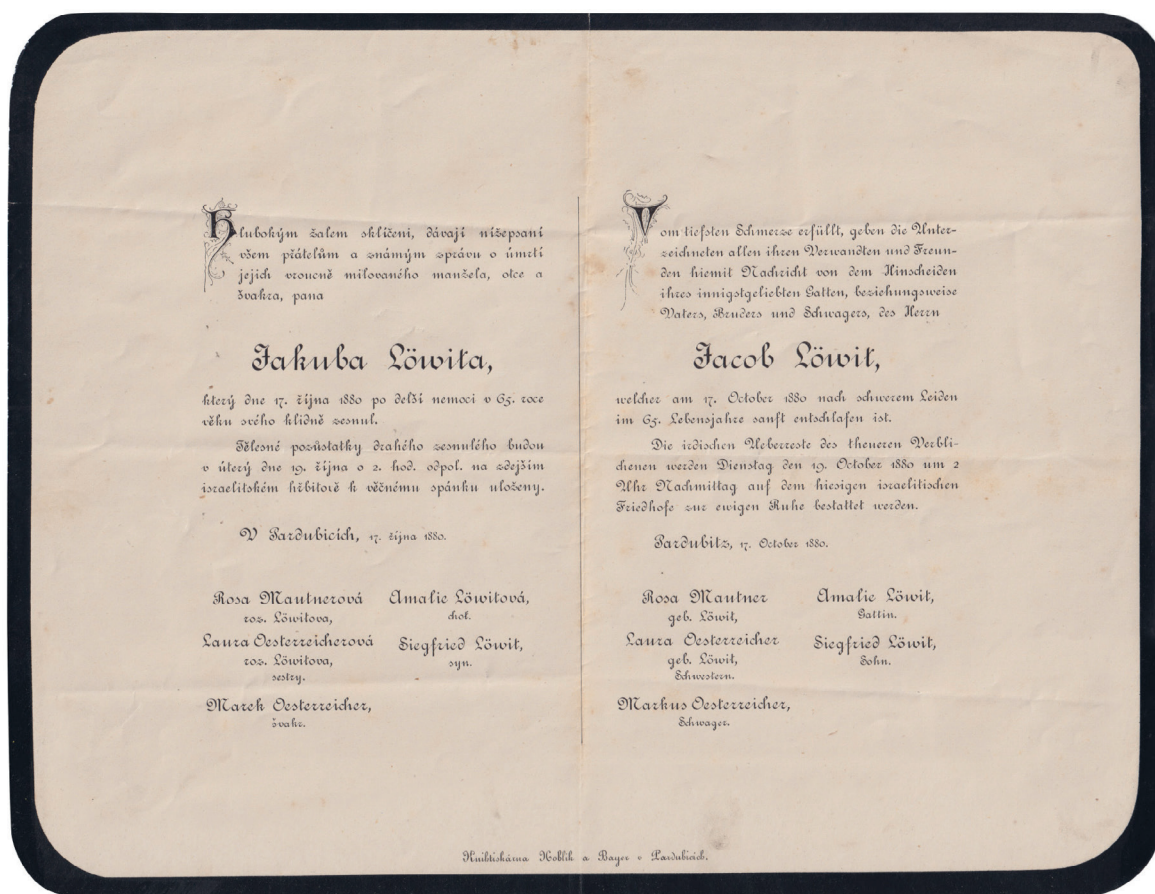 Hlubokým žalem sklíčeni, dávají nížepsaní
všem přátelům a známým zprávu o úmrtí
jejich vroucně milovaného manžela, otce a
švakra, pana
Jakuba Löwita,
který dne 17. října 1880 po delší nemoci v 65. roce
věku svého klidně zesnul.
Tělesné pozůstatky drahého zesnulého budou
v úterý dne 19. října o 2. hod. odpol. na zdejším
israelitském hřbitově k věčnému spánku uloženy.
V Pardubicích, 17. října 1880.
Rosa Mautnerová
roz. Löwitova,
Laura Oesterreicherová
roz. Löwitova,
sestry.
Marek Oesterreicher,
švakr.
Amalie Löwitová,
choť.
Siegfried Löwit,
syn.
Vom tiefsten Schmerze erfüllt, geben die Unter-
zeichneten allen ihren Verwandten und Freun-
den hiemit Nachricht von dem Hinscheiden
ihres innigstgeliebten Gatten, beziehungsweise
Vaters, Bruders und Schwagers, des Herrn
Jacob Löwit,
welcher am 17. October 1880 nach schwerem Leiden
im 65. Lebensjahre sanft entschlafen ist.
Die irdischen Ueberreste des theueren Verbli-
chenen werden Dienstag den 19. October 1880 um 2
Uhr Nachmittag auf dem hiesigen israelitischen
Friedhofe zur ewigen Ruhe bestattet werden.
Pardubitz, 17. October 1880.
Rosa Mautner
geb. Löwit,
Laura Oesterreicher
geb. Löwit,
Schwestern.
Markus Oesterreicher,
Schwager.
Amalie Löwit,
Gattin.
Siegfried Löwit,
Sohn.
Knihtiskárna Hoblík a Bayer v Pardubicích.